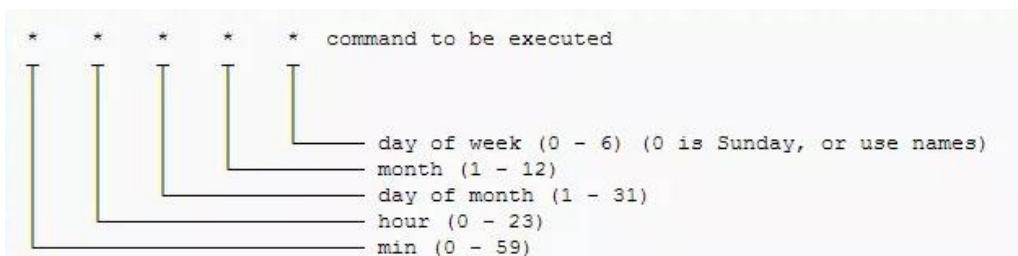 * * * * * command to be executed
day of week (0 - 6) (0 is Sunday, or use names)
month (1 - 12)
day of month (1 - 31)
hour (0 - 23)
min (0 - 59)